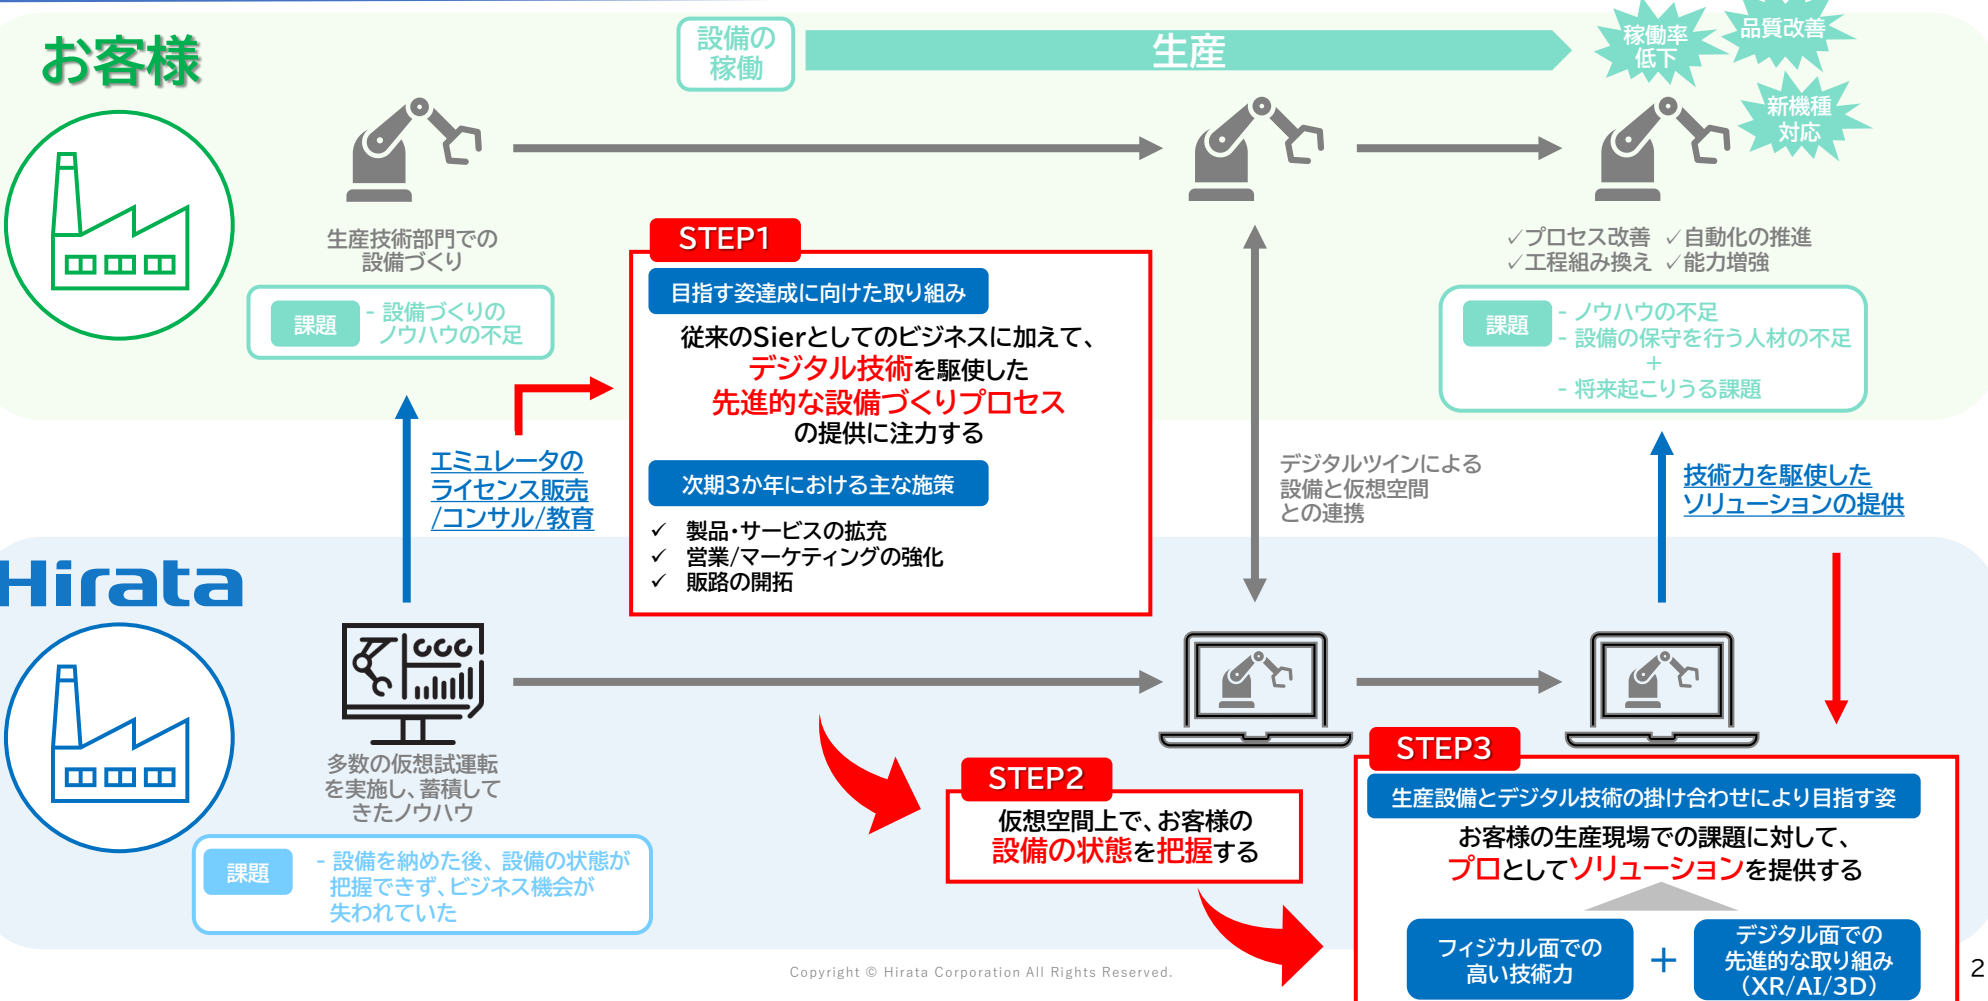 お客様
設備の
稼働
生産
稼働率
低下
品質改善
新機種
対応
生産技術部門での
設備づくり
課題
- 設備づくりの
ノウハウの不足
STEP1
目指す姿達成に向けた取り組み
従来のSierとしてのビジネスに加えて、
デジタル技術を駆使した
先進的な設備づくりプロセス
の提供に注力する
次期3か年における主な施策
✓ 製品・サービスの拡充
✓ 営業/マーケティングの強化
✓ 販路の開拓
✓プロセス改善 ✓自動化の推進
✓工程組み換え ✓能力増強
課題
- ノウハウの不足
- 設備の保守を行う人材の不足
+
- 将来起こりうる課題
エミュレータの
ライセンス販売
/コンサル/教育
デジタルツインによる
設備と仮想空間
との連携
技術力を駆使した
ソリューションの提供
Hirata
多数の仮想試運転
を実施し、蓄積して
きたノウハウ
課題
- 設備を納めた後、設備の状態が
把握できず、ビジネス機会が
失われていた
STEP2
仮想空間上で、お客様の
設備の状態を把握する
STEP3
生産設備とデジタル技術の掛け合わせにより目指す姿
お客様の生産現場での課題に対して、
プロとしてソリューションを提供する
フィジカル面での
高い技術力
+
デジタル面での
先進的な取り組み
(XR/AI/3D)
Copyright © Hirata Corporation All Rights Reserved.
2